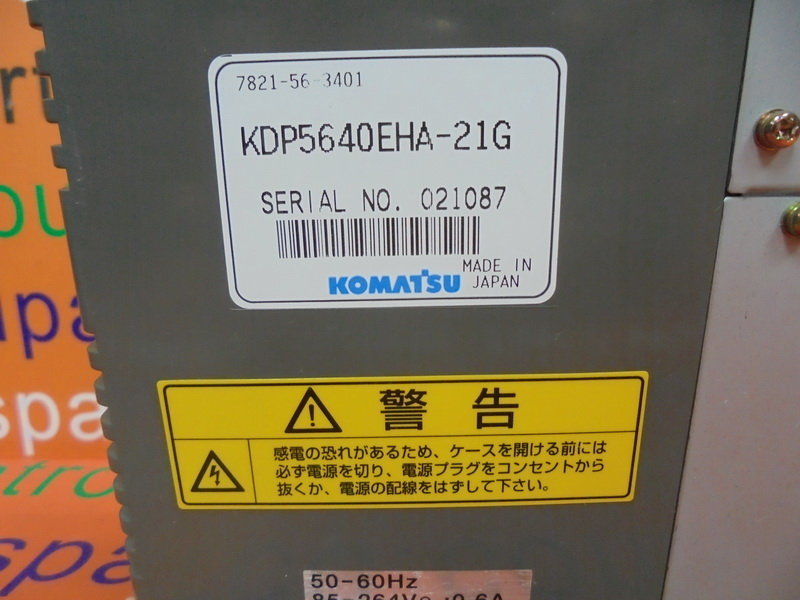 7821-56-3401
KDP5640EHA-21G
SERIAL NO. 021087
MADE IN
KOMATSU JAPAN
警告
感電の恐れがあるため、ケースを開ける前には
必ず電源を切り、電源プラグをコンセントから
抜くか、電源の配線をはずして下さい。
50-60Hz